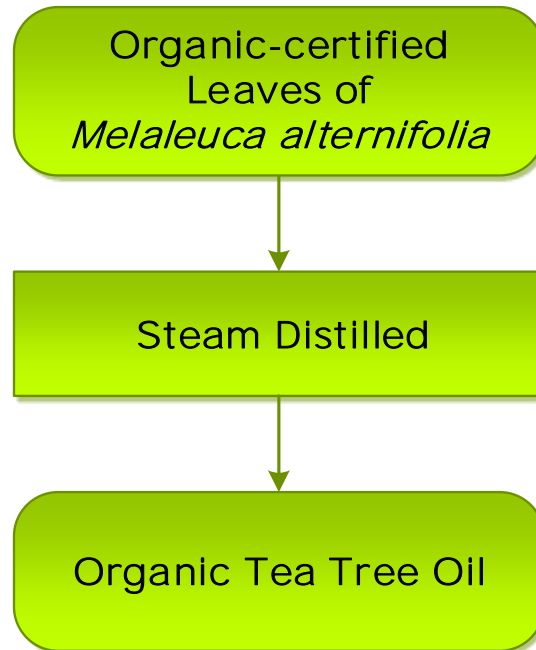 Organic-certified
Leaves of
Melaleuca alternifolia
Steam Distilled
Organic Tea Tree Oil